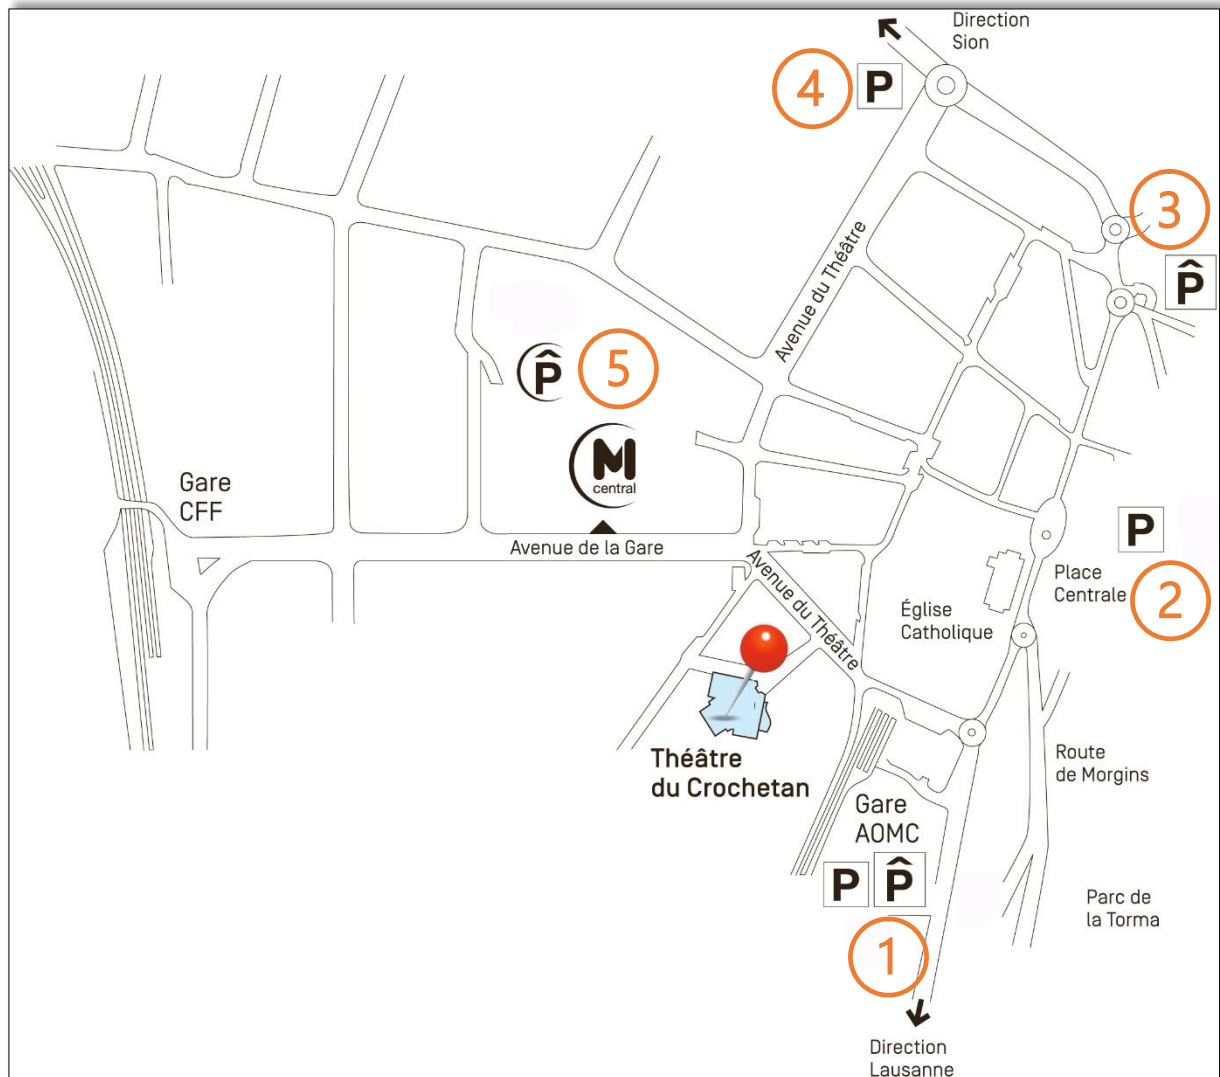 Direction
Sion
4
P
3
P̂
Avenue du Théâtre
P̂
5
M
central
Gare
CFF
Avenue de la Gare
P
Place
Centrale
2
Avenue du Théâtre
Église
Catholique
Théâtre
du Crochetan
Route
de Morgins
Gare
AOMC
P
P̂
Parc de
la Torma
1
Direction
Lausanne